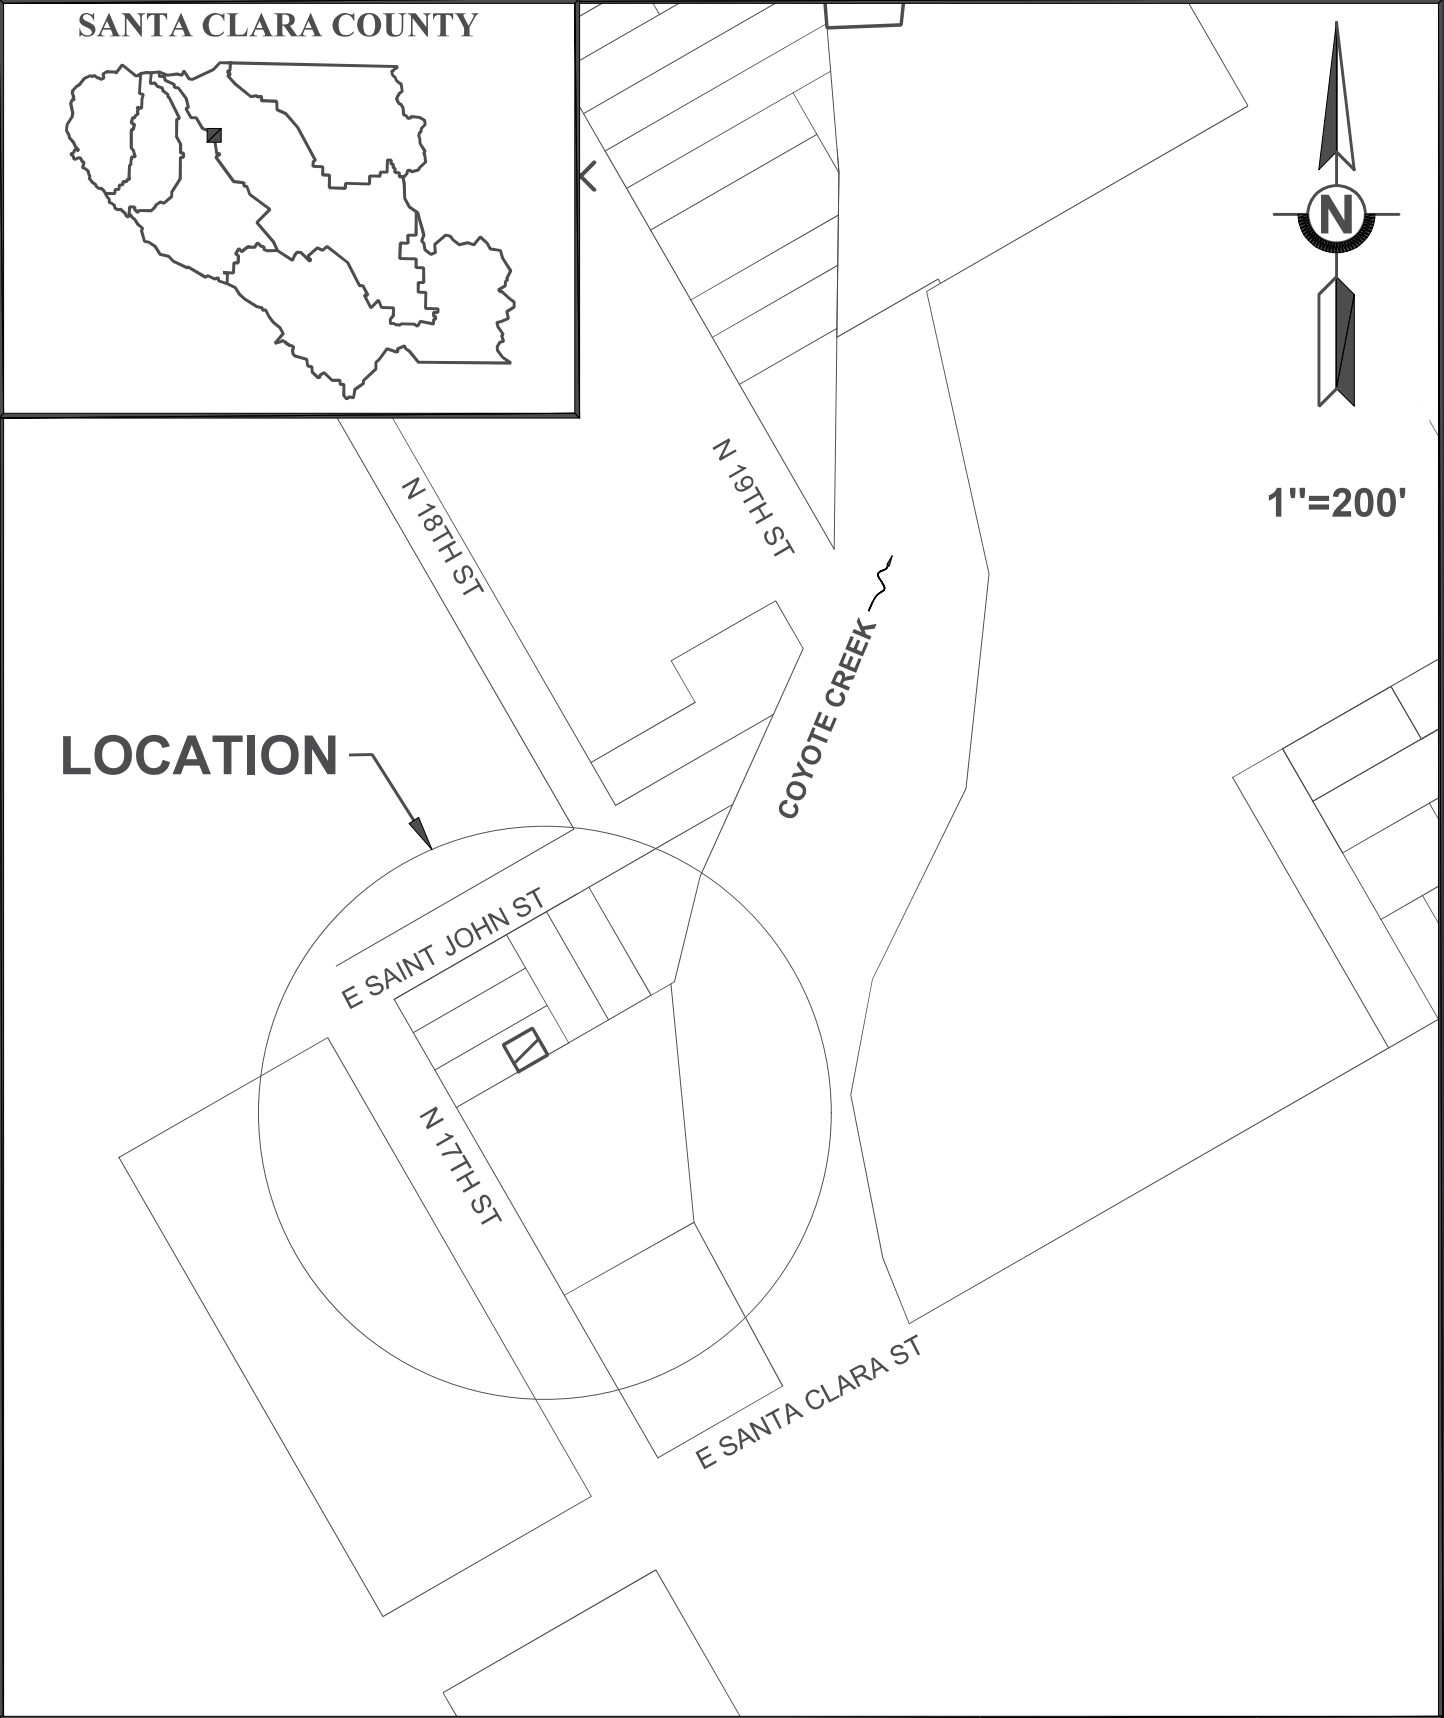 SANTA CLARA COUNTY
N
1"=200'
N 19TH ST
N 18TH ST
COYOTE CREEK
LOCATION
E SAINT JOHN ST
N 17TH ST
E SANTA CLARA ST